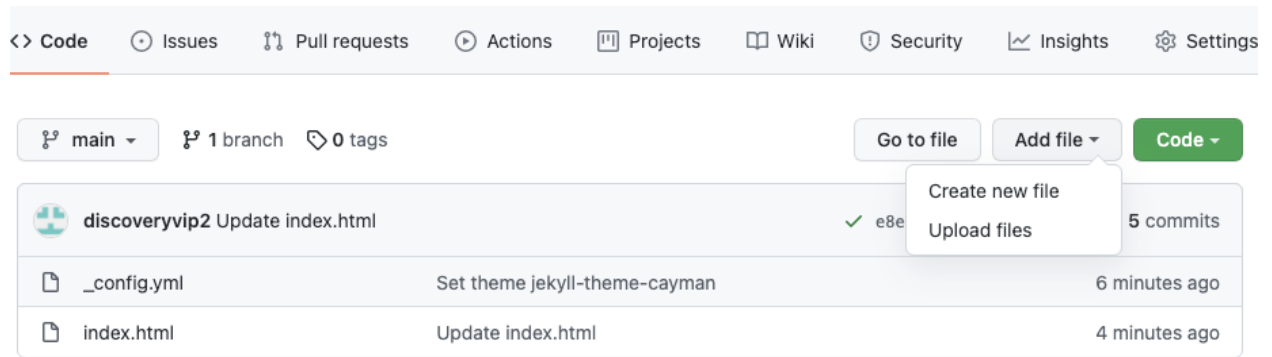 <> Code Issues Pull requests Actions Projects Wiki Security Insights Settings
main 1 branch 0 tags Go to file Add file Code
Create new file
Upload files
discoveryvip2 Update index.html e8e 5 commits
_config.yml Set theme jekyll-theme-cayman 6 minutes ago
index.html Update index.html 4 minutes ago